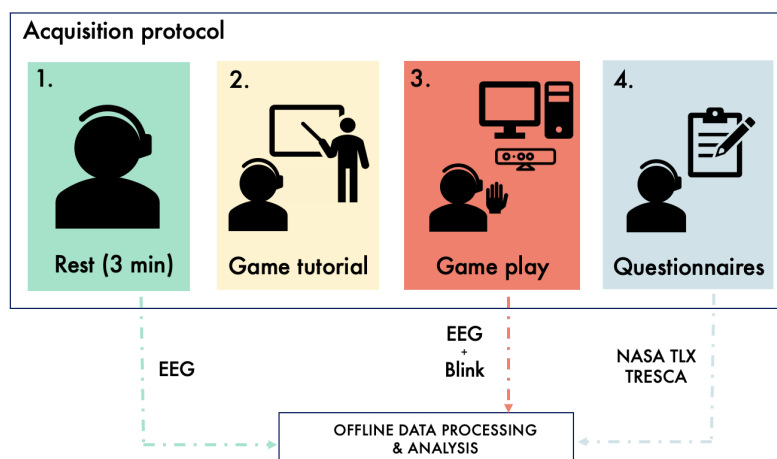 Acquisition protocol
1.
2.
3.
4.
Rest (3 min)
Game tutorial
Game play
Questionnaires
EEG
EEG
+
Blink
NASA TLX
TRESCA
OFFLINE DATA PROCESSING
& ANALYSIS